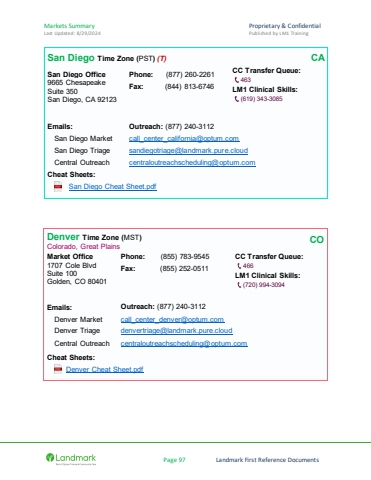 Markets Summary Proprietary & Confidential
Last Updated: 8/29/2024 Published by LM1 Training
San Diego Time Zone (PST) (T) CA
San Diego Office Phone: (877) 260-2261 CC Transfer Queue:
9665 Chesapeake Fax: (844) 813-6746 463
Suite 350 LM1 Clinical Skills:
San Diego, CA 92123 (619) 343-3085
Emails: Outreach: (877) 240-3112
San Diego Market call_center_california@optum.com
San Diego Triage sandiegotriage@landmark.pure.cloud
Central Outreach centraloutreachscheduling@optum.com
Cheat Sheets:
San Diego Cheat Sheet.pdf
Denver Time Zone (MST) CO
Colorado, Great Plains
Market Office Phone: (855) 783-9545 CC Transfer Queue:
1707 Cole Blvd Fax: (855) 252-0511 466
Suite 100 LM1 Clinical Skills:
Golden, CO 80401 (720) 994-3094
Emails: Outreach: (877) 240-3112
Denver Market call_center_denver@optum.com
Denver Triage denvertriage@landmark.pure.cloud
Central Outreach centraloutreachscheduling@optum.com
Cheat Sheets:
Denver Cheat Sheet.pdf
Landmark Page 97 Landmark First Reference Documents